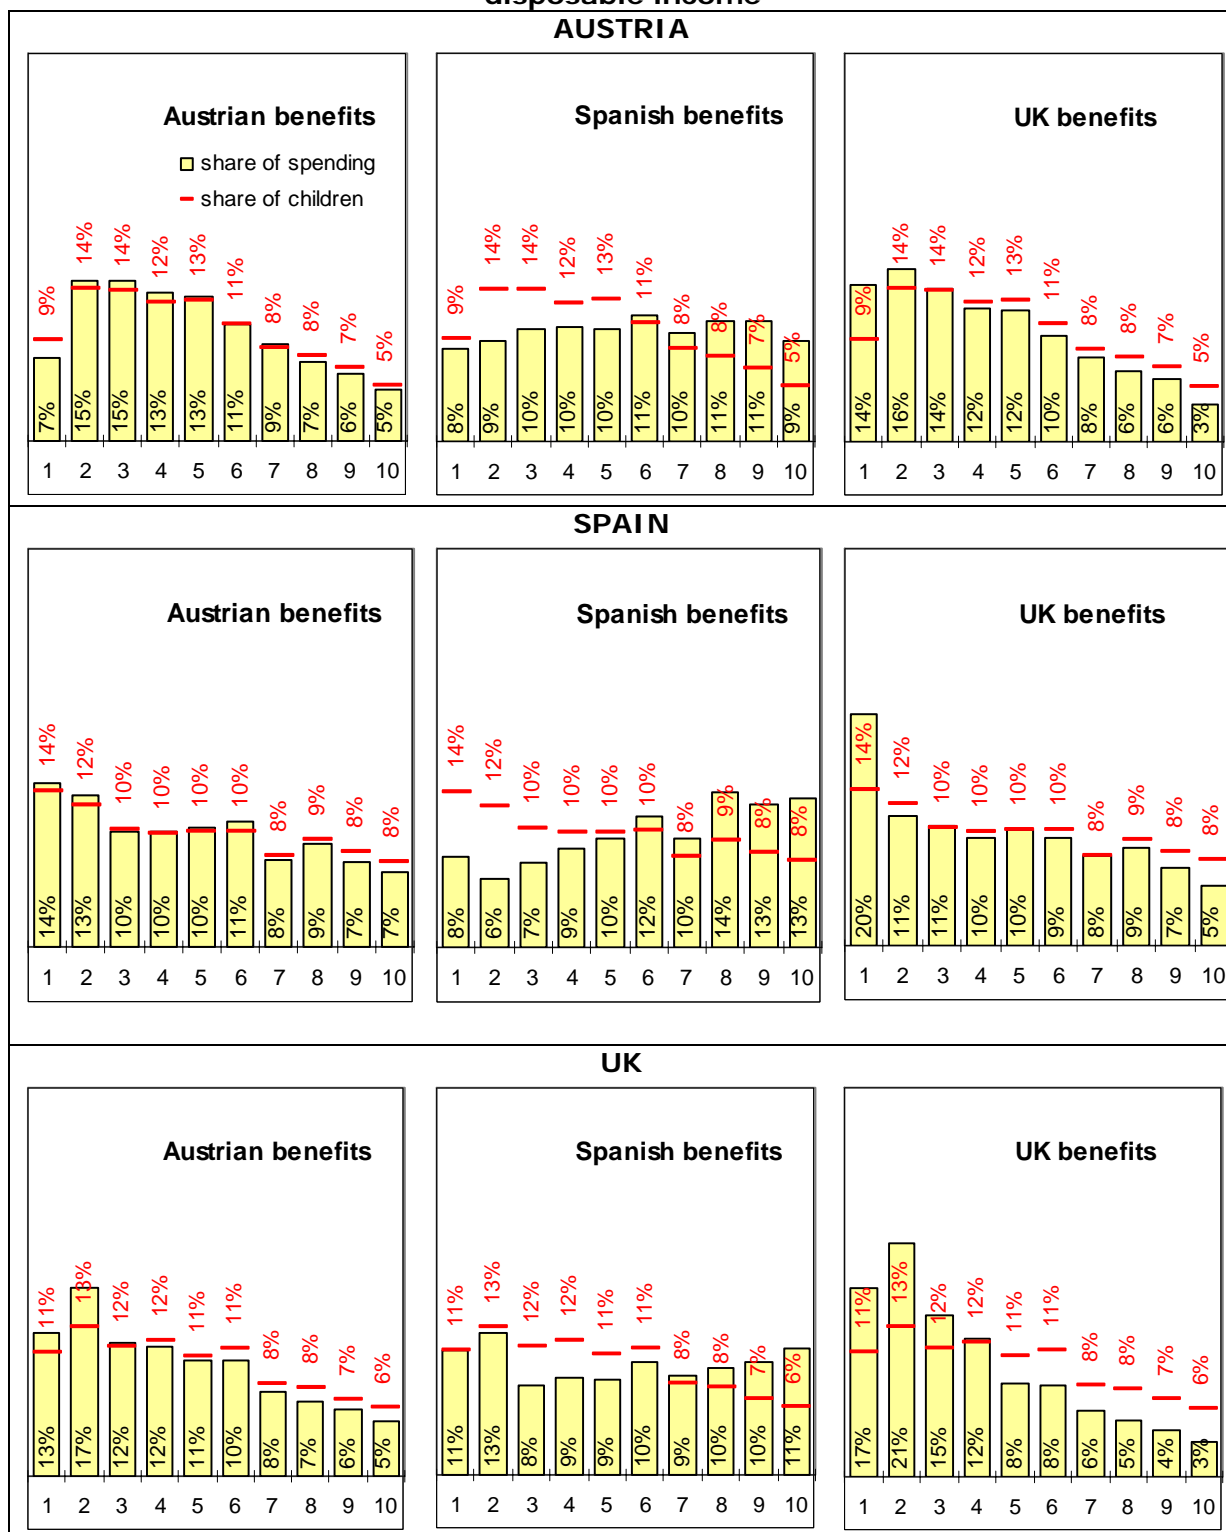 disposable income
AUSTRIA
Austrian benefits
share of spending
share of children
9% 14% 14% 12% 13% 11% 8% 8% 7% 5%
7% 15% 15% 13% 13% 11% 9% 7% 6% 5%
1 2 3 4 5 6 7 8 9 10
Spanish benefits
9% 14% 14% 12% 13% 11% 8% 8% 7% 5%
8% 9% 10% 10% 10% 11% 10% 11% 11% 9%
1 2 3 4 5 6 7 8 9 10
UK benefits
9% 14% 14% 12% 13% 11% 8% 8% 7% 5%
14% 16% 14% 12% 12% 10% 8% 6% 6% 3%
1 2 3 4 5 6 7 8 9 10
SPAIN
Austrian benefits
14% 12% 10% 10% 10% 10% 8% 9% 8% 8%
14% 13% 10% 10% 10% 11% 8% 9% 7% 7%
1 2 3 4 5 6 7 8 9 10
Spanish benefits
14% 12% 10% 10% 10% 10% 8% 9% 8% 8%
8% 6% 7% 9% 10% 12% 10% 14% 13% 13%
1 2 3 4 5 6 7 8 9 10
UK benefits
14% 12% 10% 10% 10% 10% 8% 9% 8% 8%
20% 11% 11% 10% 10% 9% 8% 9% 7% 5%
1 2 3 4 5 6 7 8 9 10
UK
Austrian benefits
11% 13% 12% 12% 11% 11% 8% 8% 7% 6%
13% 17% 12% 12% 11% 10% 8% 7% 6% 5%
1 2 3 4 5 6 7 8 9 10
Spanish benefits
11% 13% 12% 12% 11% 11% 8% 8% 7% 6%
11% 13% 8% 9% 9% 10% 9% 10% 10% 11%
1 2 3 4 5 6 7 8 9 10
UK benefits
11% 13% 12% 12% 11% 11% 8% 8% 7% 6%
17% 21% 15% 12% 8% 8% 6% 5% 4% 3%
1 2 3 4 5 6 7 8 9 10